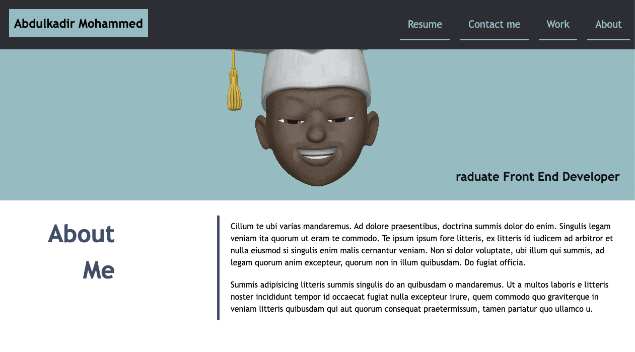 Abdulkadir Mohammed
Resume Contact me Work About
raduate Front End Developer
About
Me
Cillum te ubi varias mandaremus. Ad dolore praesentibus, doctrina summis dolor do enim. Singulis legam
veniam ita quorum ut eram te commodo. Te ipsum ipsum fore litteris, ex litteris id iudicem ad arbitror et
nulla eiusmod si singulis enim malis cernantur veniam. Non si dolor voluptate, ubi illum qui summis, ad
legam quorum anim excepteur, quorum non in illum quibusdam. Do fugiat officia.
Summis adipisicing litteris summis singulis do an quibusdam o mandaremus. Ut a multos laboris e litteris
noster incididunt tempor id occaecat fugiat nulla excepteur irure, quem commodo quo graviterque in
veniam litteris quibusdam qui aut quorum consequat praetermissum, tamen pariatur quo ullamco u.